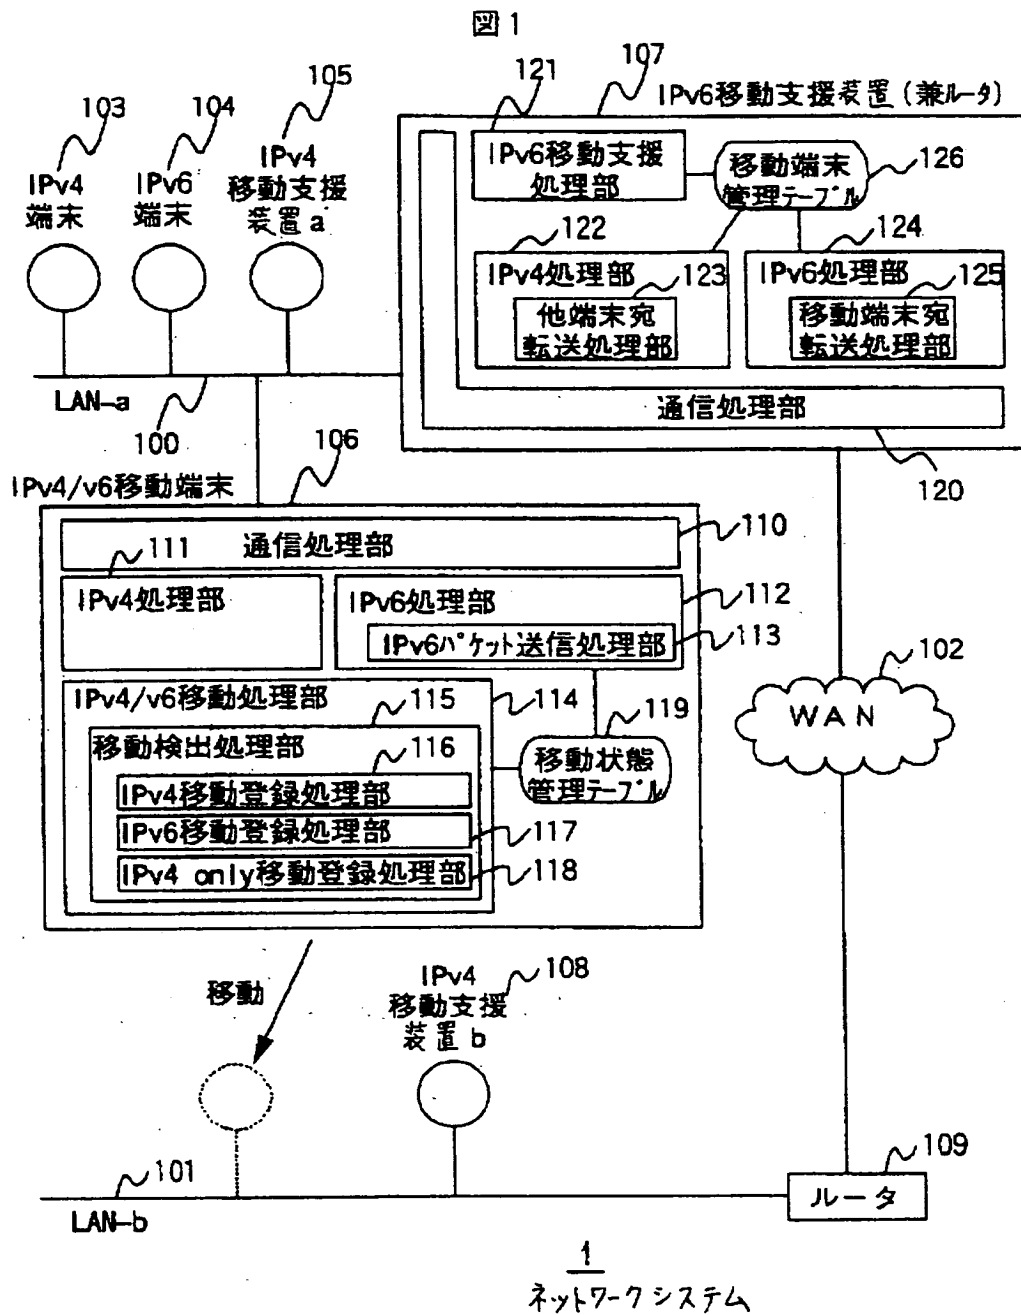 図1
103
IPv4
端末
104
IPv6
端末
105
IPv4
移動支援
装置a
107
IPv6移動支援装置(兼ルータ)
121
IPv6移動支援
処理部
移動端末
管理テーブル
126
122
IPv4処理部
123
他端末宛
転送処理部
124
IPv6処理部
125
移動端末宛
転送処理部
通信処理部
120
LAN-a
100
106
IPv4/v6移動端末
通信処理部
110
111
IPv4処理部
IPv6処理部
112
IPv6パケット送信処理部
113
IPv4/v6移動処理部
114
115
移動検出処理部
116
IPv4移動登録処理部
IPv6移動登録処理部
117
IPv4 only移動登録処理部
118
119
移動状態
管理テーブル
102
WAN
移動
IPv4
移動支援
装置b
108
101
LAN-b
109
ルータ
1
ネットワークシステム